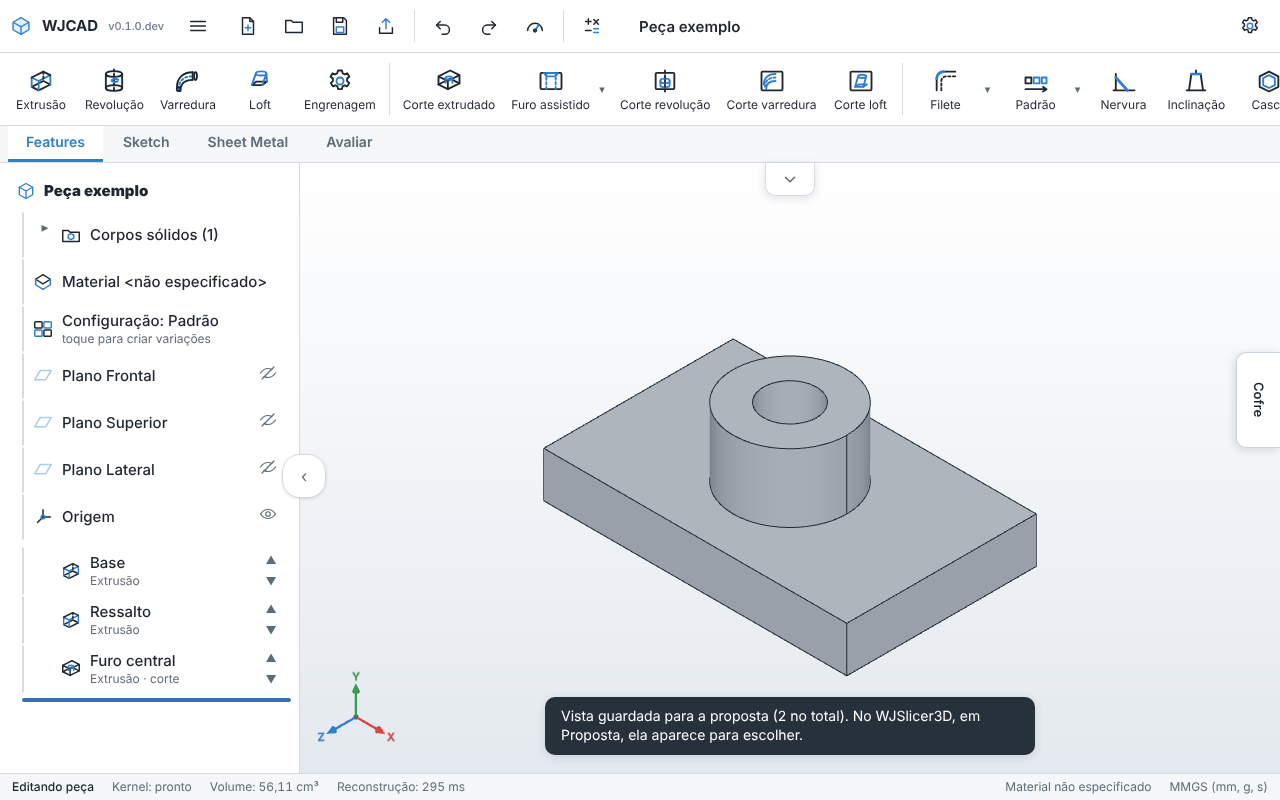 WJCAD v0.1.0.dev Peça exemplo
Extrusão Revolução Varredura Loft Engrenagem Corte extrudado Furo assistido Corte revolução Corte varredura Corte loft Filete Padrão Nervura Inclinação Casc
Features Sketch Sheet Metal Avaliar
Peça exemplo
Corpos sólidos (1)
Material <não especificado>
Configuração: Padrão
toque para criar variações
Plano Frontal
Plano Superior
Plano Lateral
Origem
Base
Extrusão
Ressalto
Extrusão
Furo central
Extrusão · corte
Cofre
Y
Z
X
Vista guardada para a proposta (2 no total). No WJSlicer3D, em
Proposta, ela aparece para escolher.
Editando peça Kernel: pronto Volume: 56,11 cm³ Reconstrução: 295 ms Material não especificado MMGS (mm, g, s)